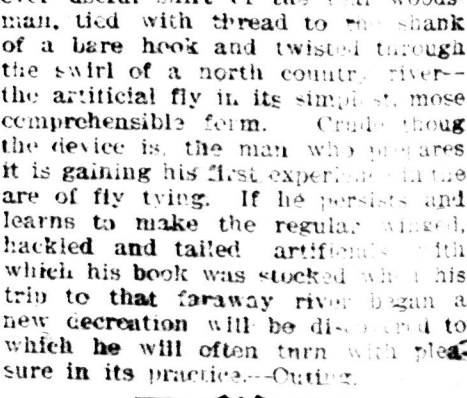 man, tied with thread to the shank
of a bare hook and twisted through
the swirl of a north country river--
the artificial fly in its simplest, mose
comprehensible form. Crude thoug
the device is, the man who prepares
it is gaining his first experience in the
are of fly tying. If he persists and
learns to make the regular winged,
hackled and tailed artificials with
which his book was stocked when his
trip to that faraway river began a
new decreation will be discovered to
which he will often turn with plea-
sure in its practice.--Outing.